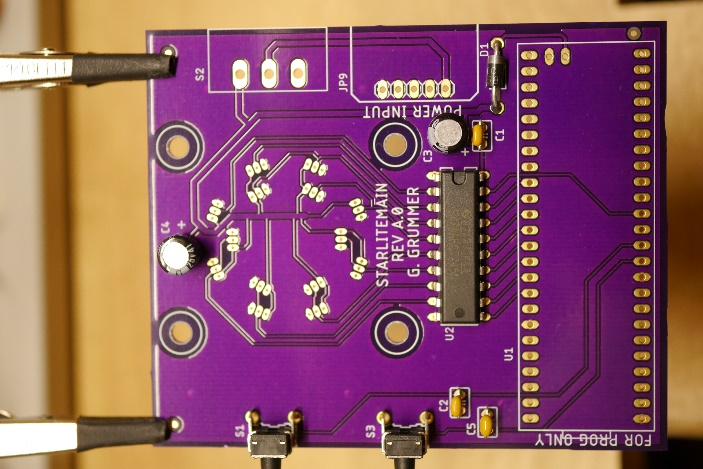 S2
JP9
POWER INPUT
D1
C3
+
C1
C4
+
STARLITEMAIN
REV A.0
G. GRUMMER
U2
U1
C2
C5
S1
S3
FOR PROG ONLY